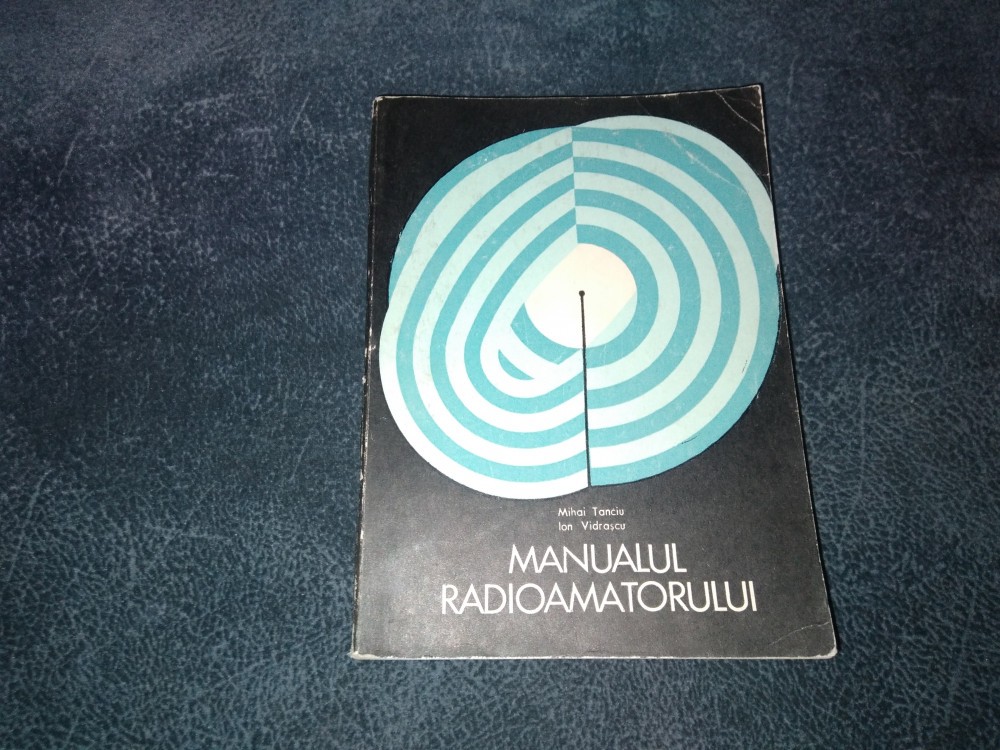 Mihai Tanciu
Ion Vidrașcu
MANUALUL
RADIOAMATORULUI